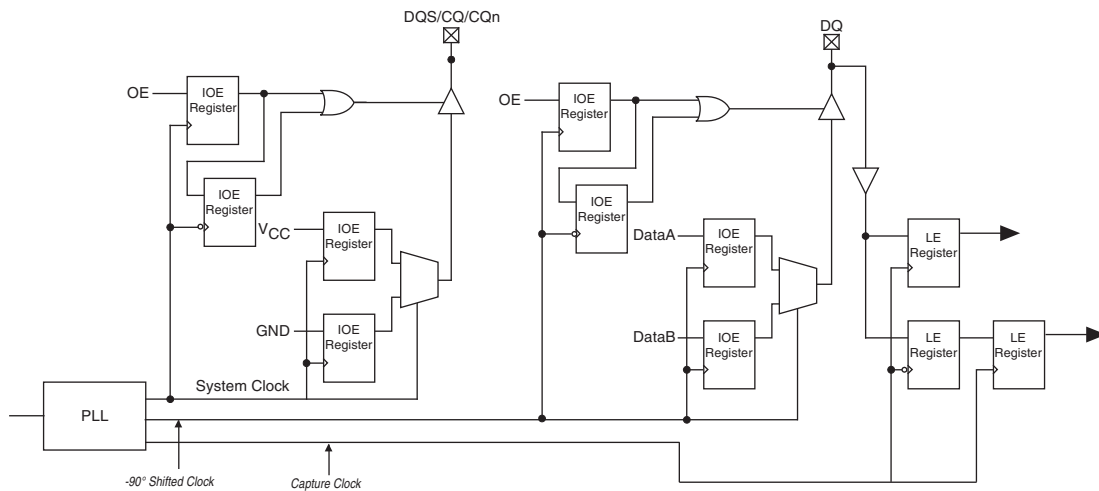 DQS/CQ/CQn
DQ
OE
IOE
Register
OE
IOE
Register
IOE
Register
IOE
Register
VCC
IOE
Register
DataA
IOE
Register
LE
Register
GND
IOE
Register
DataB
IOE
Register
LE
Register
LE
Register
System Clock
PLL
-90° Shifted Clock
Capture Clock